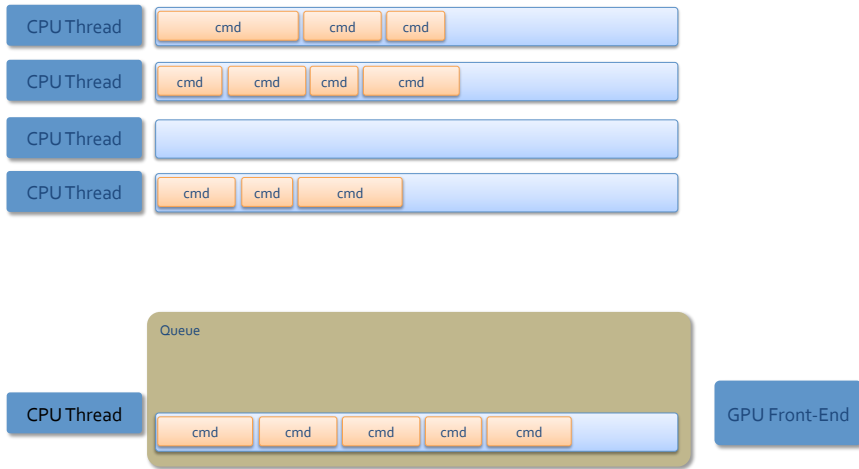 CPU Thread cmd cmd cmd
CPU Thread cmd cmd cmd cmd
CPU Thread
CPU Thread cmd cmd cmd
Queue
CPU Thread cmd cmd cmd cmd cmd GPU Front-End